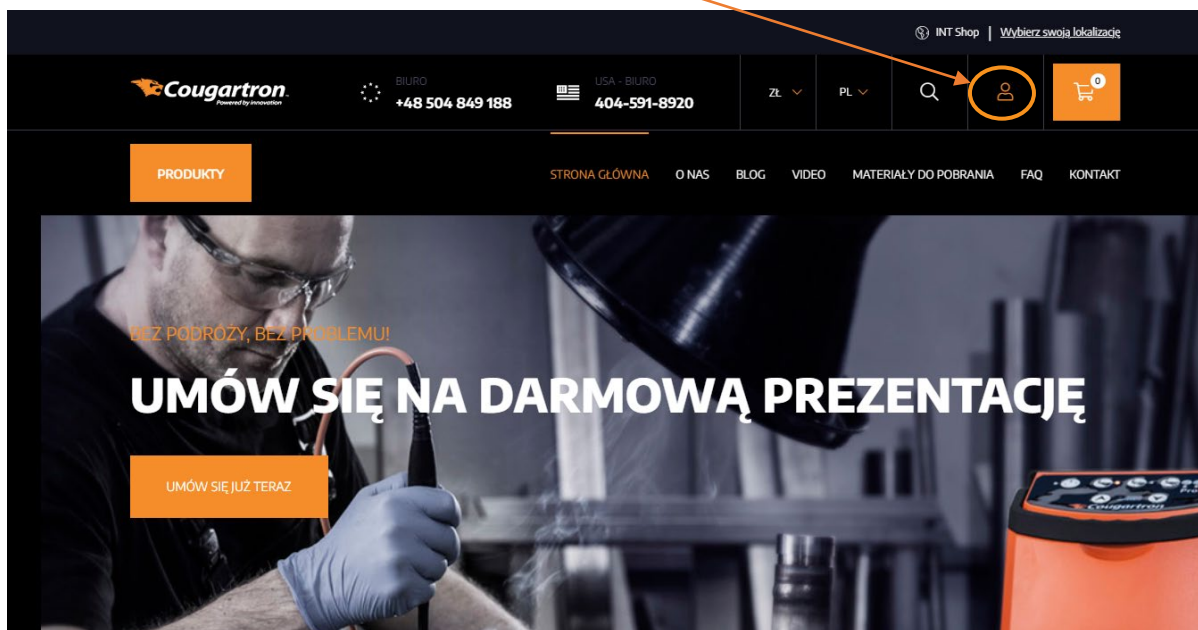 INT Shop | Wybierz swoją lokalizację
Cougartron
Powered by innovation
BIURO
+48 504 849 188
USA - BIURO
404-591-8920
ZŁ
PL
0
PRODUKTY
STRONA GŁÓWNA O NAS BLOG VIDEO MATERIAŁY DO POBRANIA FAQ KONTAKT
BEZ PODRÓŻY, BEZ PROBLEMU!
UMÓW SIĘ NA DARMOWĄ PREZENTACJĘ
UMÓW SIĘ JUŻ TERAZ
Cougartron